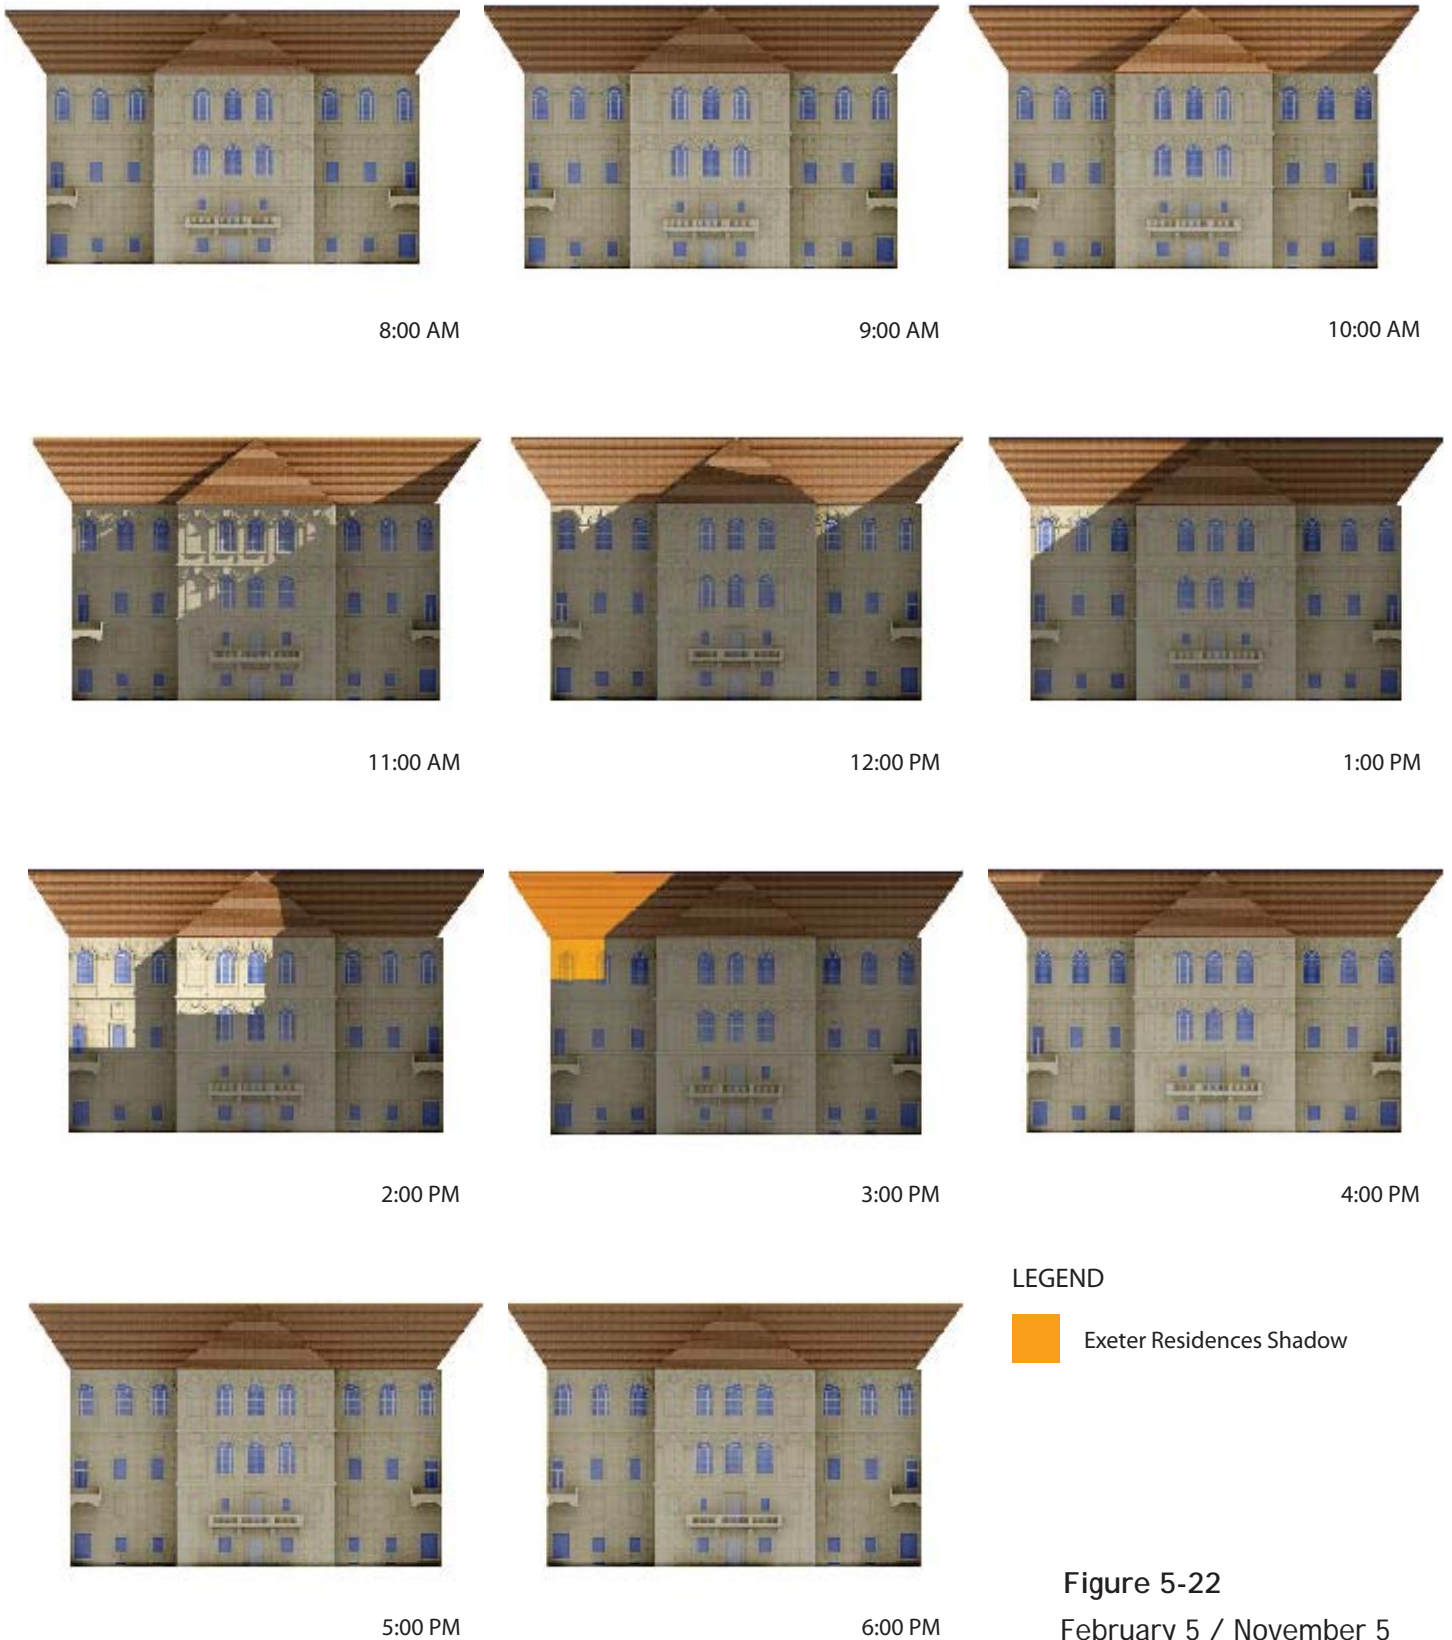 8:00 AM
9:00 AM
10:00 AM
11:00 AM
12:00 PM
1:00 PM
2:00 PM
3:00 PM
4:00 PM
LEGEND
Exeter Residences Shadow
5:00 PM
6:00 PM
Figure 5-22
February 5 / November 5